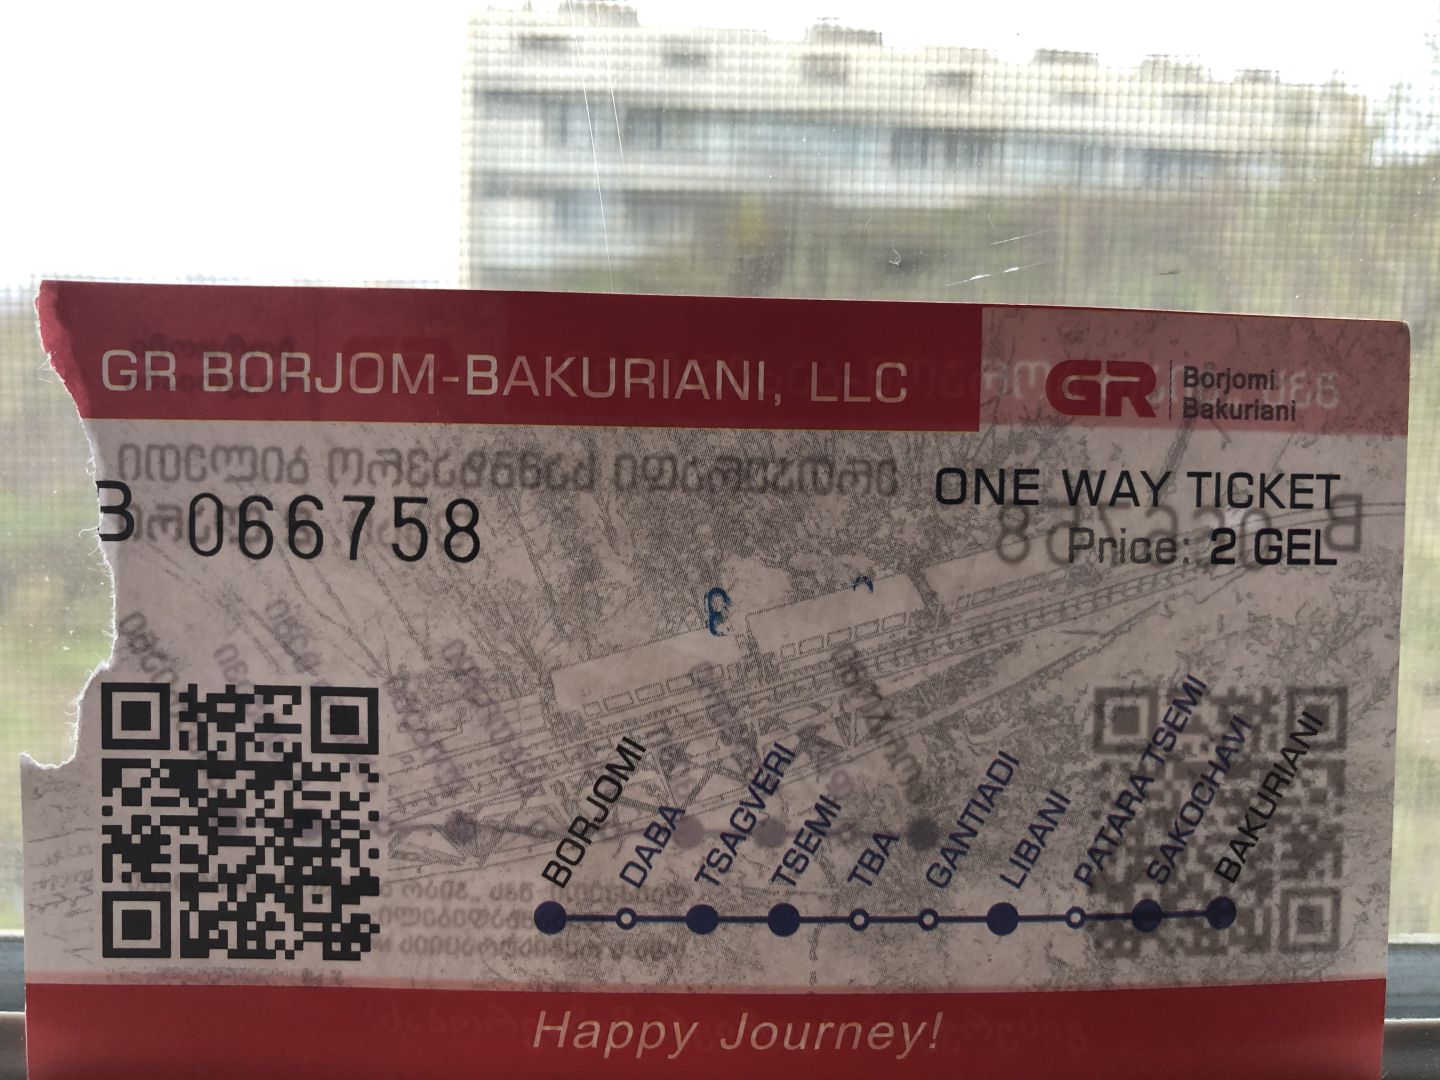 GR BORJOM-BAKURIANI, LLC
GR Borjomi
Bakuriani
B 066758
ONE WAY TICKET
Price: 2 GEL
BORJOMI
DABA
TSAGVERI
TSEMI
TBA
GANTIADI
LIBANI
PATARA TSEMI
SAKOCHAVI
BAKURIANI
Happy Journey!